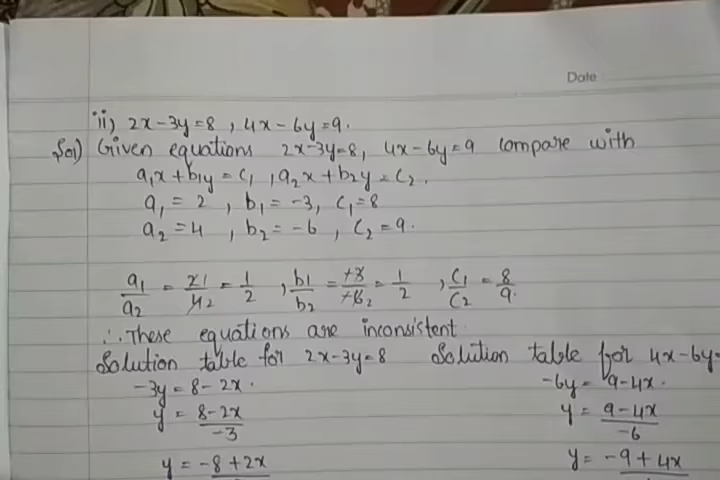 Date
ii) 2x-3y=8, 4x-6y=9.
Sol) Given equations 2x-3y=8, 4x-6y=9 compare with
a₁x+b₁y=c₁, a₂x+b₂y=c₂.
a₁=2, b₁=-3, c₁=8
a₂=4, b₂=-6, c₂=9.
a₁/a₂ = 2/4 = 1/2, b₁/b₂ = -3/-6 = 1/2, c₁/c₂ = 8/9.
∴ These equations are inconsistent
Solution table for 2x-3y=8 Solution table for 4x-6y=
-3y=8-2x. -6y=9-4x.
y=8-2x/-3 y=9-4x/-6
y=-8+2x y=-9+4x